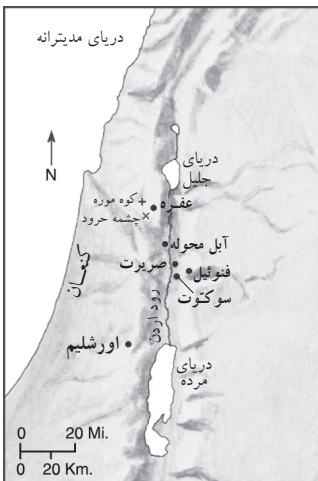 دریای مدیترانه
N
دریای
جلیل
کوه موره
عفره
چشمه حرود
آبل محوله
صریرت
فنوئیل
سوکتوت
کنعان
رود اردن
اورشلیم
دریای
مرده
0 20 Mi.
0 20 Km.